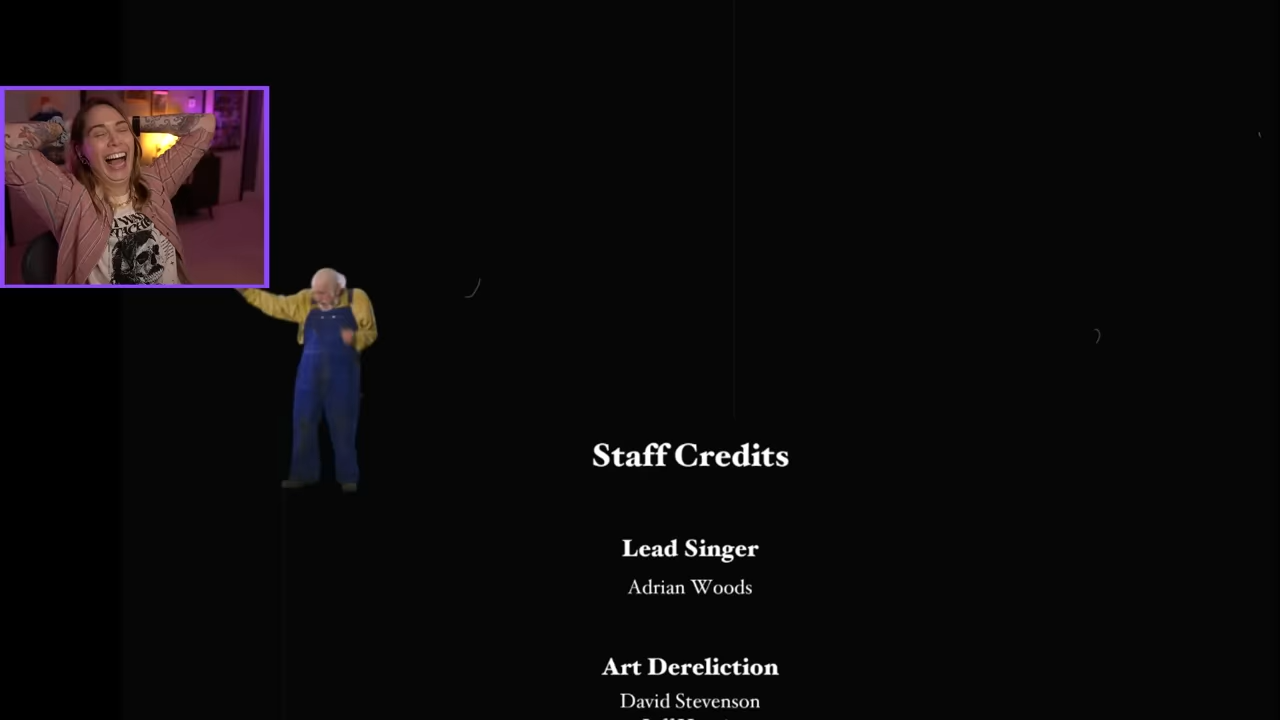 Staff Credits
Lead Singer
Adrian Woods
Art Dereliction
David Stevenson